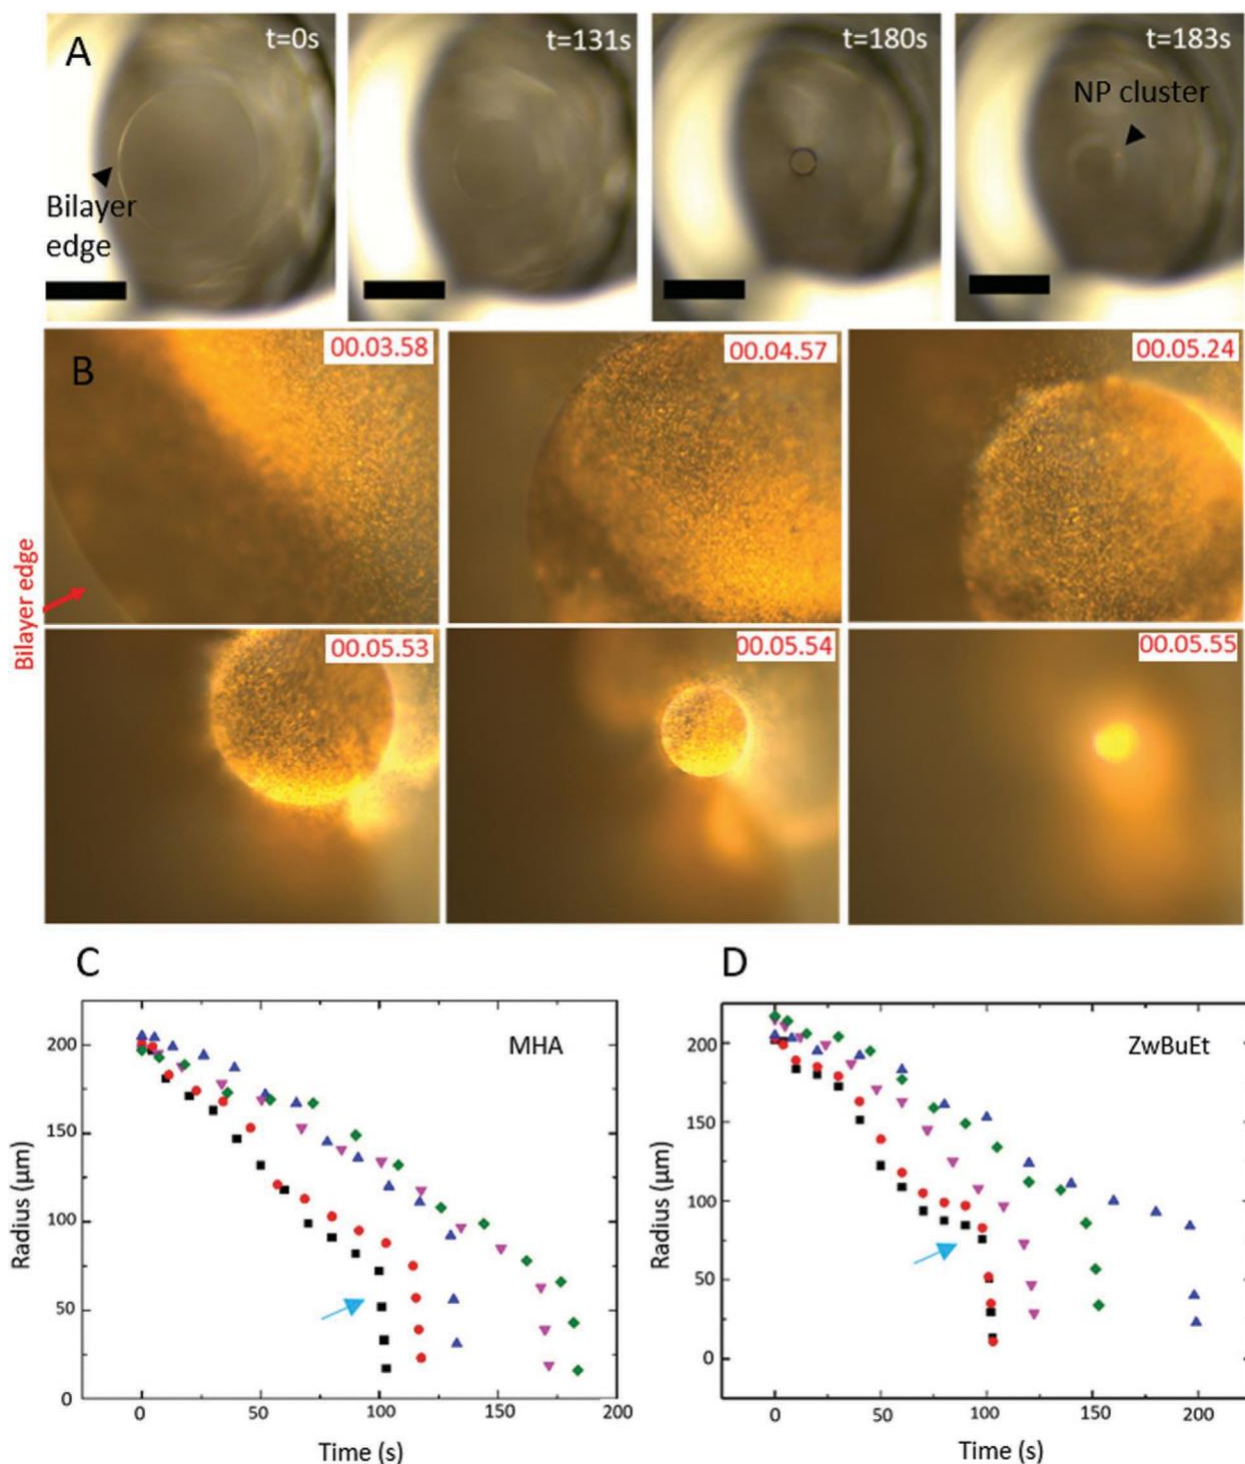 A
t=0s
t=131s
t=180s
t=183s
NP cluster
Bilayer
edge
B
00.03.58
00.04.57
00.05.24
Bilayer edge
00.05.53
00.05.54
00.05.55
C
D
MHA
ZwBuEt
200
150
100
50
0
Radius (µm)
0 50 100 150 200
Time (s)
200
150
100
50
0
Radius (µm)
0 50 100 150 200
Time (s)